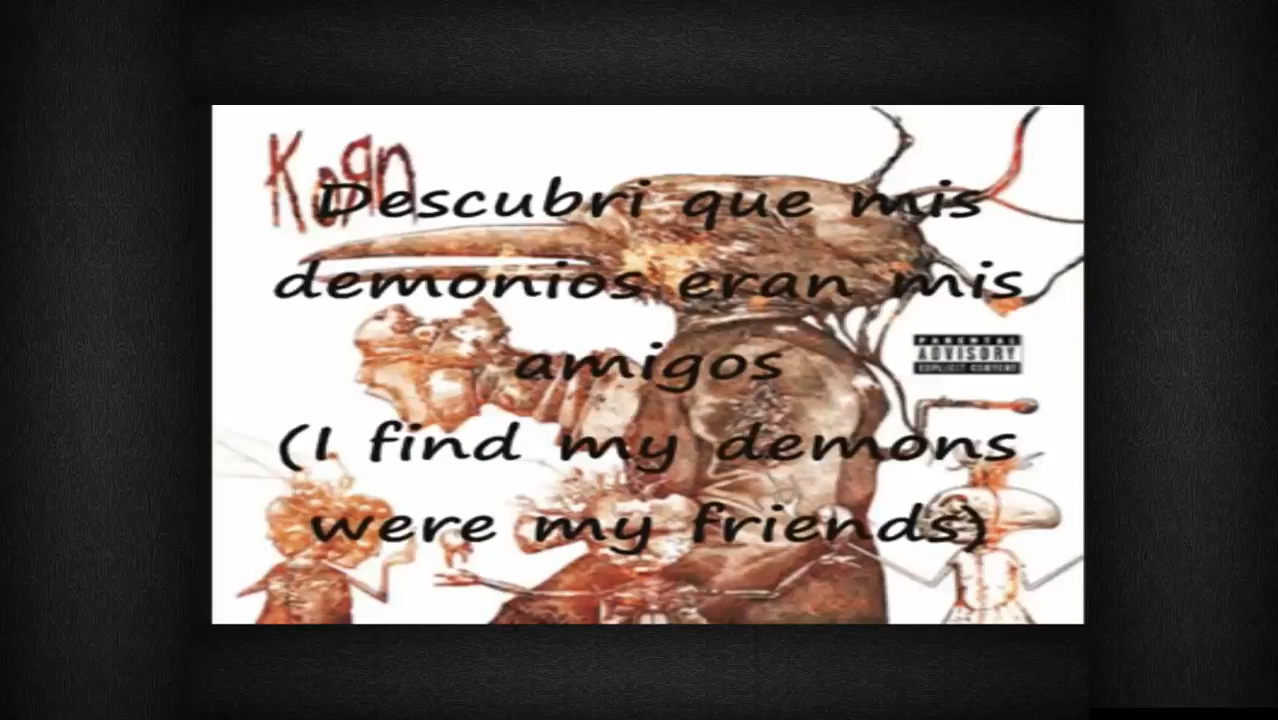 KoЯn
Descubri que mis
demonios eran mis
amigos
PARENTAL
ADVISORY
EXPLICIT CONTENT
(I find my demons
were my friends)